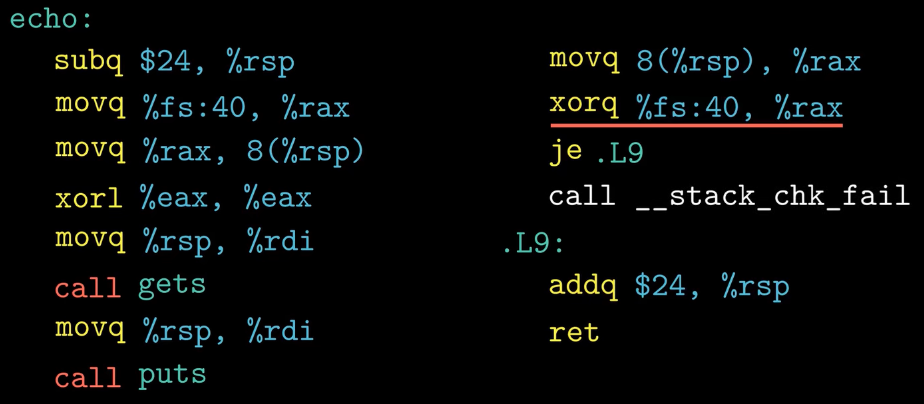 echo:
subq $24, %rsp
movq %fs:40, %rax
movq %rax, 8(%rsp)
xorl %eax, %eax
movq %rsp, %rdi
call gets
movq %rsp, %rdi
call puts
movq 8(%rsp), %rax
xorq %fs:40, %rax
je .L9
call __stack_chk_fail
.L9:
addq $24, %rsp
ret